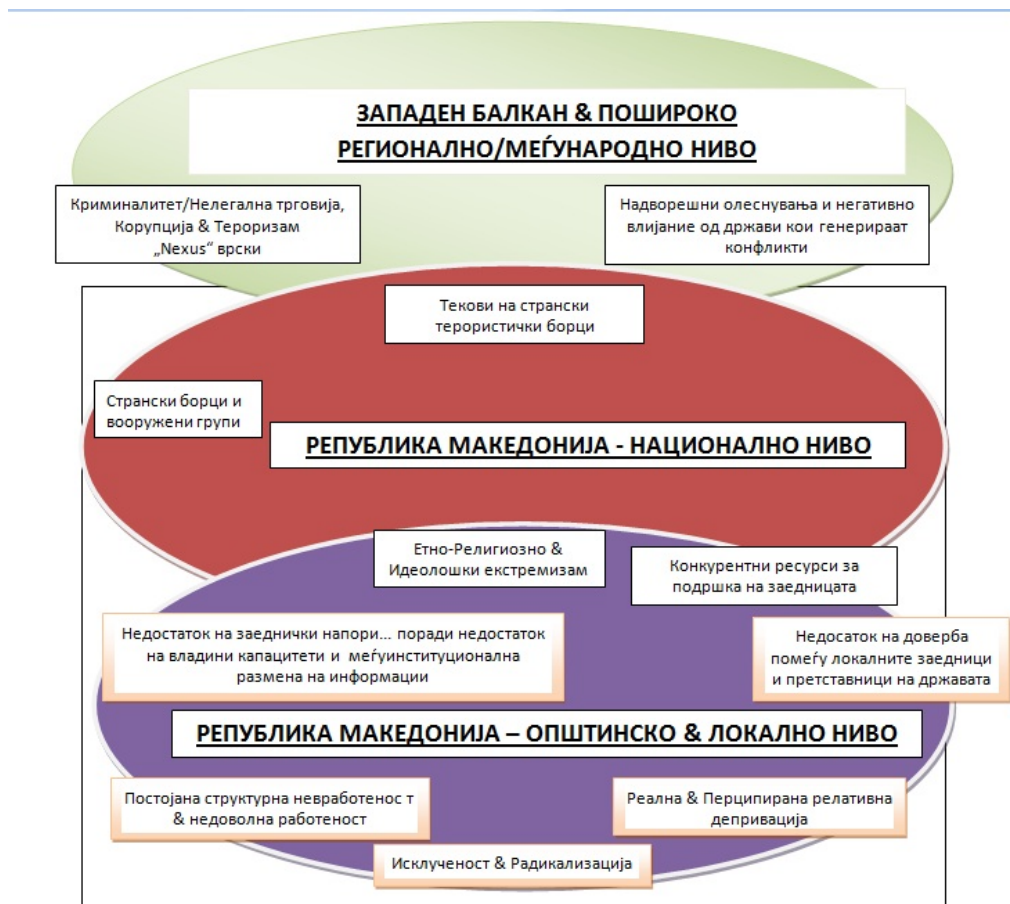 ЗАПАДЕН БАЛКАН & ПОШИРОКО
РЕГИОНАЛНО/МЕЃУНАРОДНО НИВО
Криминалитет/Нелегална трговија,
Корупција & Тероризам
„Nexus“ врски
Надворешни олеснувања и негативно
влијание од држави кои генерираат
конфликти
Текови на странски
терористички борци
Странски борци и
вооружени групи
РЕПУБЛИКА МАКЕДОНИЈА - НАЦИОНАЛНО НИВО
Етно-Религиозно &
Идеолошки екстремизам
Конкурентни ресурси за
подршка на заедницата
Недостаток на заеднички напори... поради недостаток
на владини капацитети и меѓуинституционална
размена на информации
Недосаток на доверба
помеѓу локалните заедници
и претставници на државата
РЕПУБЛИКА МАКЕДОНИЈА – ОПШТИНСКО & ЛОКАЛНО НИВО
Постојана структурна невработенос т
& недоволна работеност
Реална & Перципирана релативна
депривација
Исклученост & Радикализација